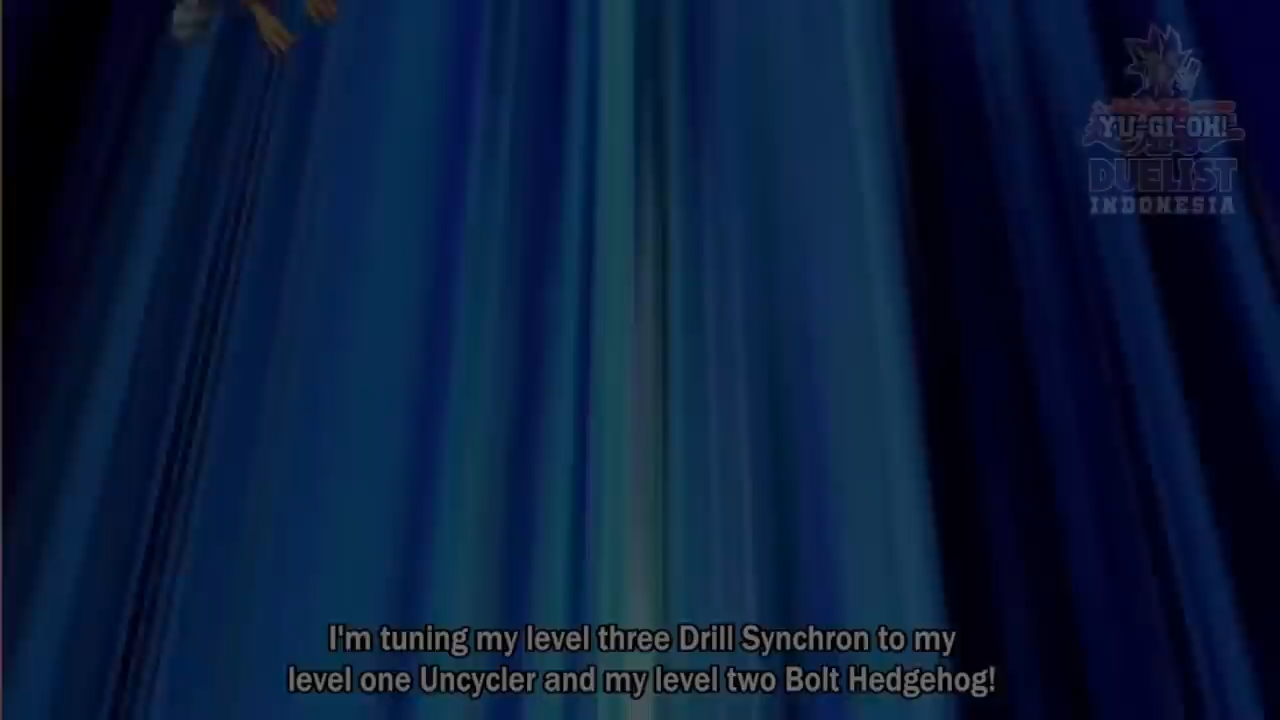 YU-GI-OH!
DUELIST
INDONESIA
I'm tuning my level three Drill Synchron to my
level one Uncycler and my level two Bolt Hedgehog!